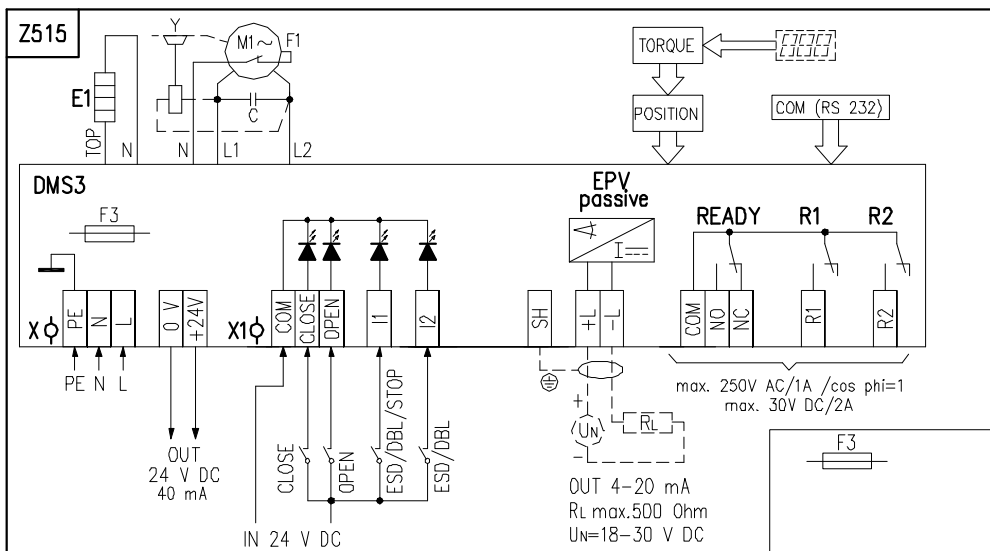 Z515
Y
M1~
F1
E1
TOP
N
N
L1
C
L2
TORQUE
POSITION
COM (RS 232)
DMS3
F3
EPV
passive
I
READY
R1
R2
X
PE
N
L
0 V
+24V
X1
COM
CLOSE
OPEN
I1
I2
SH
+L
-L
COM
NO
NC
R1
R2
PE N L
max. 250V AC/1A /cos phi=1
max. 30V DC/2A
OUT
24 V DC
40 mA
CLOSE
OPEN
ESD/DBL/STOP
ESD/DBL
IN 24 V DC
+
UN
-
RL
OUT 4-20 mA
RL max.500 Ohm
UN=18-30 V DC
F3